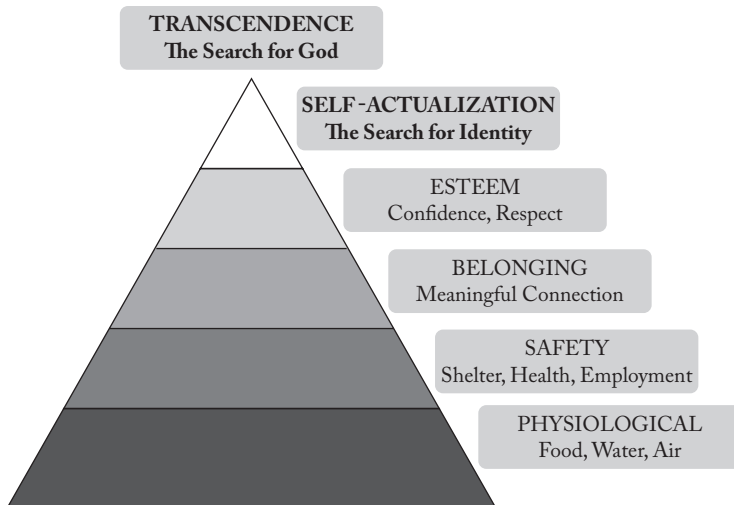 TRANSCENDENCE
The Search for God
SELF-ACTUALIZATION
The Search for Identity
ESTEEM
Confidence, Respect
BELONGING
Meaningful Connection
SAFETY
Shelter, Health, Employment
PHYSIOLOGICAL
Food, Water, Air